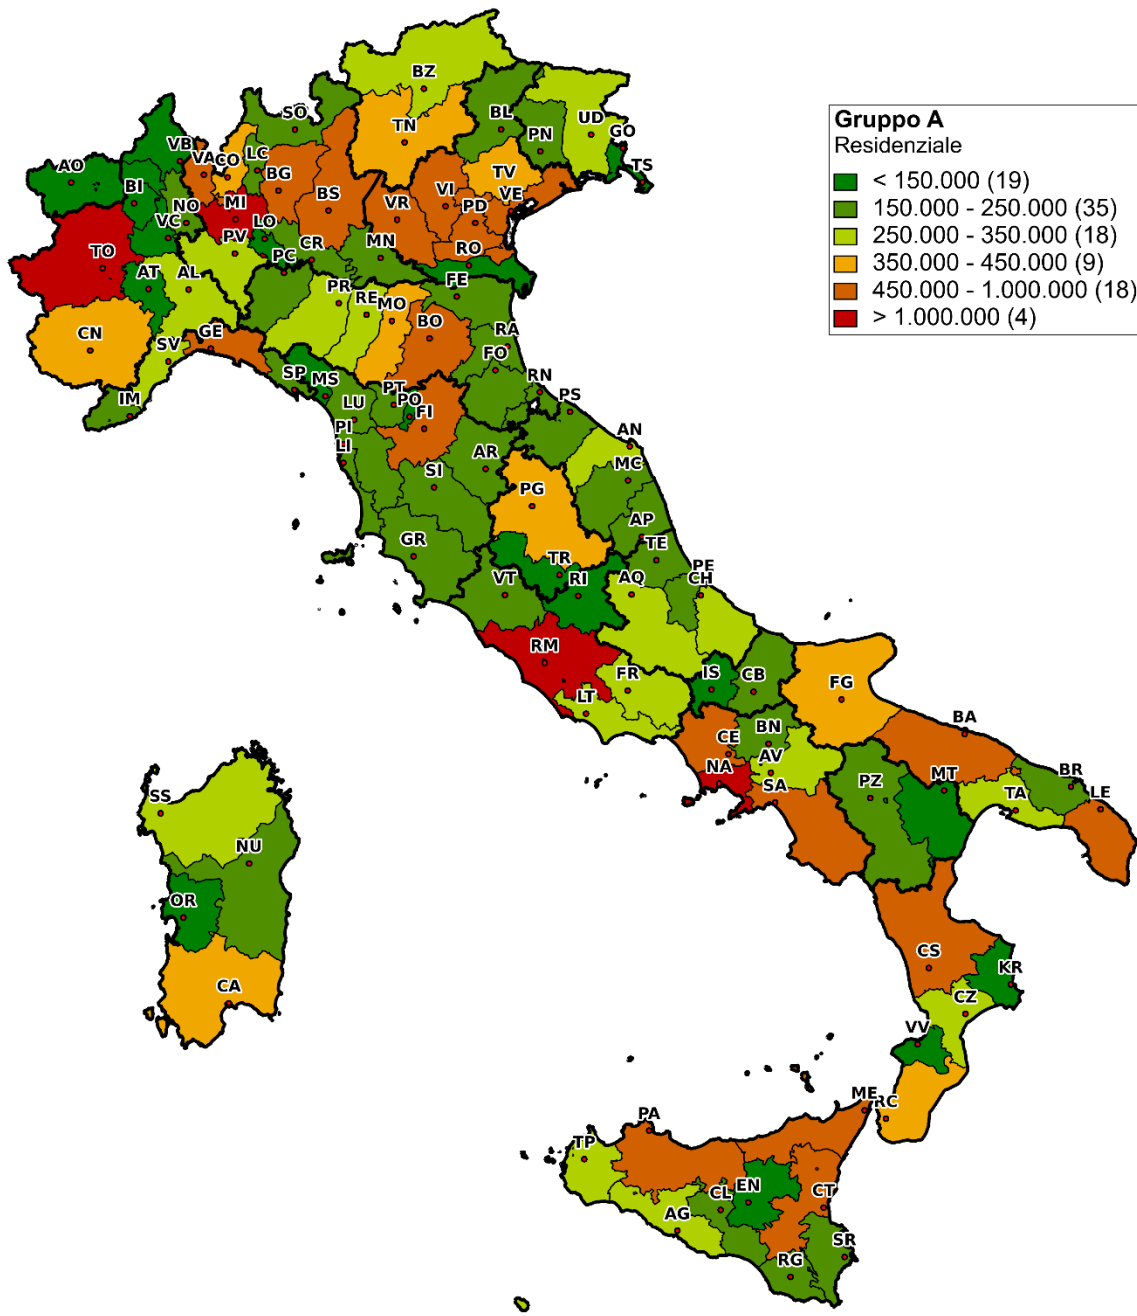 Gruppo A
Residenziale
< 150.000 (19)
150.000 - 250.000 (35)
250.000 - 350.000 (18)
350.000 - 450.000 (9)
450.000 - 1.000.000 (18)
> 1.000.000 (4)
BZ
SO
BL
TN
PN
UD
GO
TS
AO
VB
VA
CO
LC
BG
TV
BI
BS
VR
VI
VE
PD
NO
MI
VC
LO
PV
RO
MN
CR
PC
TO
AT
AL
FE
PR
RE
MO
BO
CN
GE
SV
RA
FO
IM
SP
MS
PT
PO
FI
LU
RN
PS
PI
LI
AN
AR
SI
MC
PG
AP
GR
TR
TE
RI
AQ
PE
CH
VT
RM
FR
IS
CB
FG
LT
BA
BN
CE
AV
NA
SA
PZ
MT
BR
TA
LE
SS
NU
OR
CA
CS
KR
CZ
VV
ME
RC
PA
TP
EN
CL
CT
AG
SR
RG